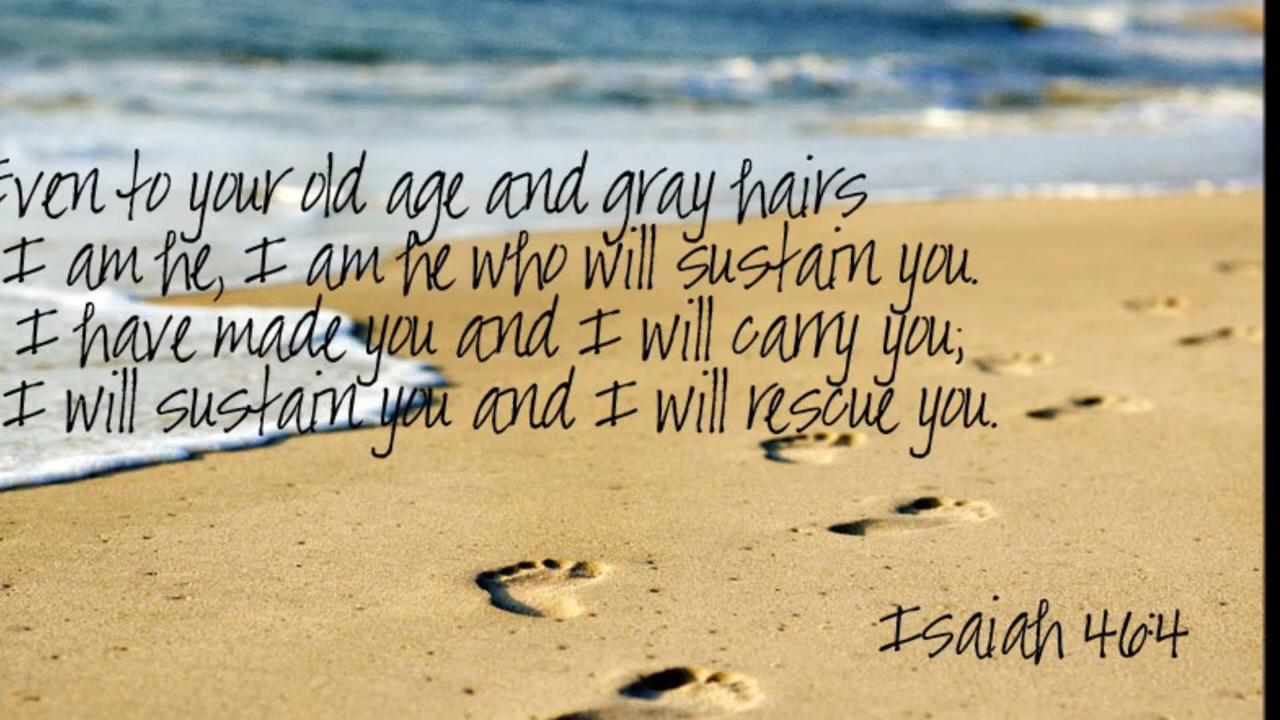 Even to your old age and gray hairs
I am he, I am he who will sustain you.
I have made you and I will carry you;
I will sustain you and I will rescue you.
Isaiah 46:4